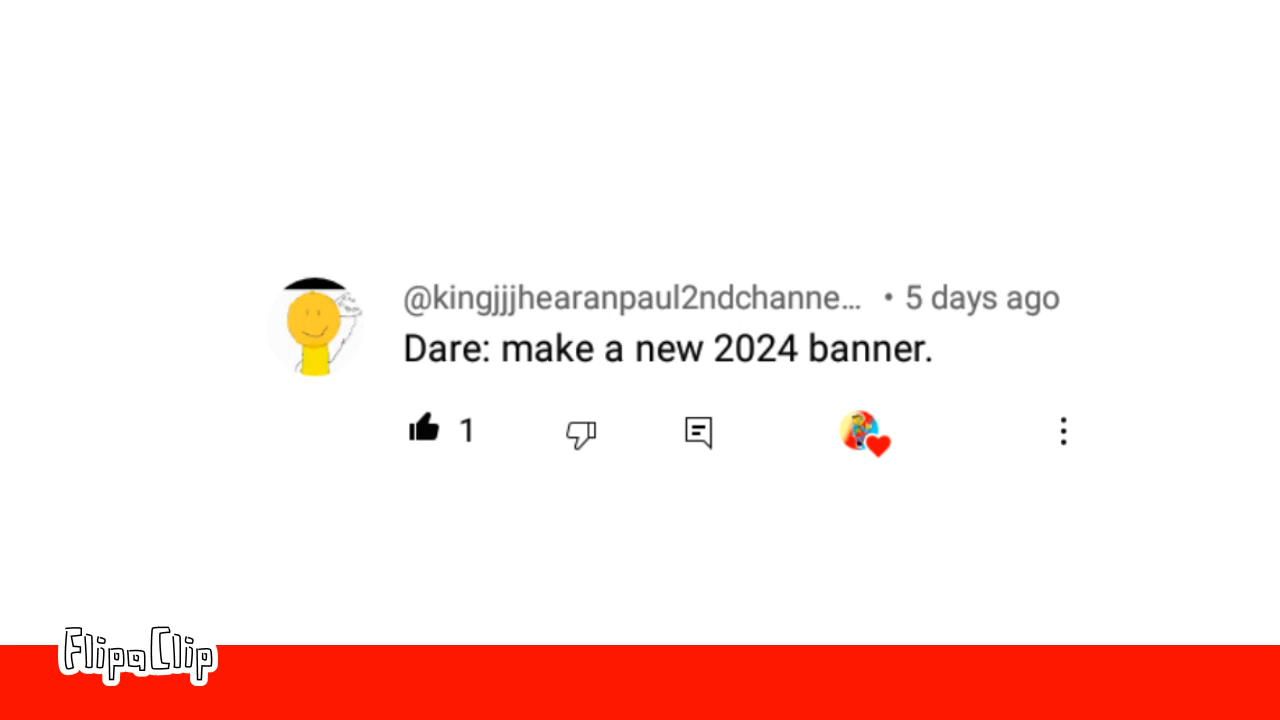 @kingjjjhearanpaul2ndchanne... • 5 days ago
Dare: make a new 2024 banner.
1
FlipaClip